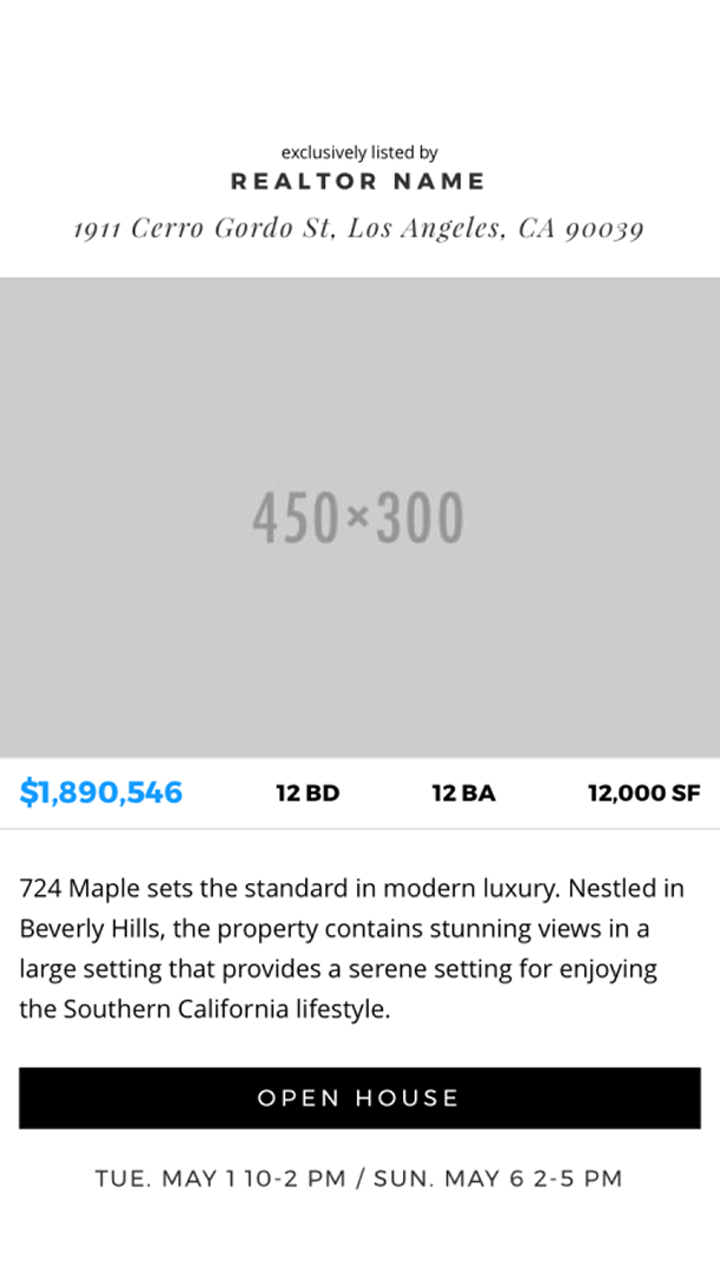 exclusively listed by
REALTOR NAME
1911 Cerro Gordo St, Los Angeles, CA 90039
450×300
$1,890,546 12 BD 12 BA 12,000 SF
724 Maple sets the standard in modern luxury. Nestled in
Beverly Hills, the property contains stunning views in a
large setting that provides a serene setting for enjoying
the Southern California lifestyle.
OPEN HOUSE
TUE. MAY 1 10-2 PM / SUN. MAY 6 2-5 PM